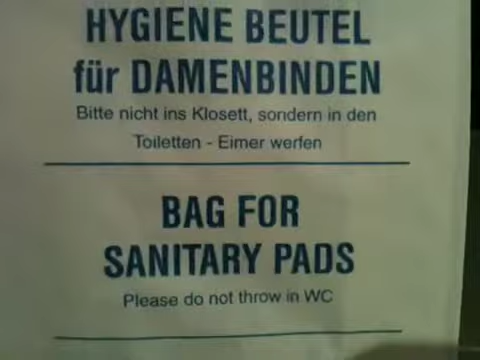 HYGIENE BEUTEL
für DAMENBINDEN
Bitte nicht ins Klosett, sondern in den
Toiletten - Eimer werfen
BAG FOR
SANITARY PADS
Please do not throw in WC